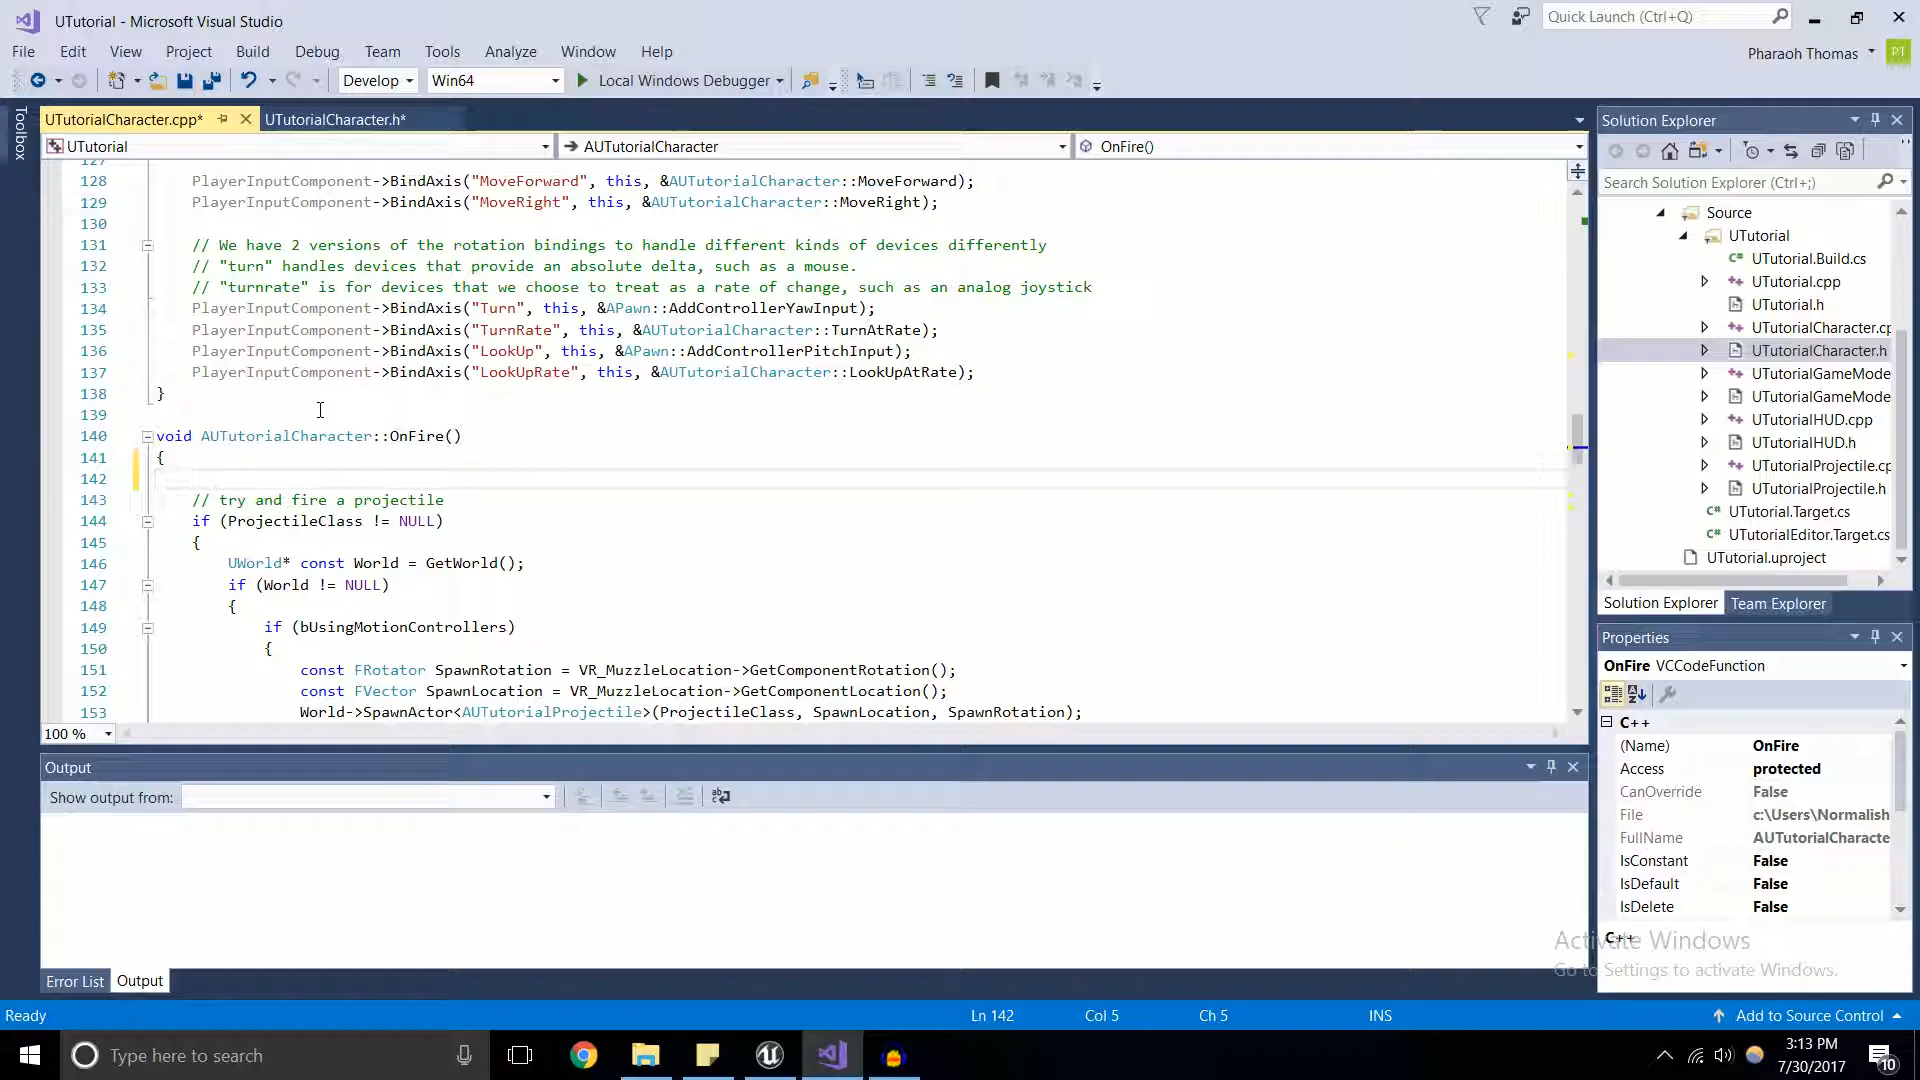 UTutorial - Microsoft Visual Studio
Quick Launch (Ctrl+Q)
File Edit View Project Build Debug Team Tools Analyze Window Help
Pharaoh Thomas PT
Develop Win64 Local Windows Debugger
Toolbox
UTutorialCharacter.cpp* UTutorialCharacter.h*
UTutorial AUTutorialCharacter OnFire()
127
128 PlayerInputComponent->BindAxis("MoveForward", this, &AUTutorialCharacter::MoveForward);
129 PlayerInputComponent->BindAxis("MoveRight", this, &AUTutorialCharacter::MoveRight);
130
131 // We have 2 versions of the rotation bindings to handle different kinds of devices differently
132 // "turn" handles devices that provide an absolute delta, such as a mouse.
133 // "turnrate" is for devices that we choose to treat as a rate of change, such as an analog joystick
134 PlayerInputComponent->BindAxis("Turn", this, &APawn::AddControllerYawInput);
135 PlayerInputComponent->BindAxis("TurnRate", this, &AUTutorialCharacter::TurnAtRate);
136 PlayerInputComponent->BindAxis("LookUp", this, &APawn::AddControllerPitchInput);
137 PlayerInputComponent->BindAxis("LookUpRate", this, &AUTutorialCharacter::LookUpAtRate);
138 }
139
140 void AUTutorialCharacter::OnFire()
141 {
142
143 // try and fire a projectile
144 if (ProjectileClass != NULL)
145 {
146 UWorld* const World = GetWorld();
147 if (World != NULL)
148 {
149 if (bUsingMotionControllers)
150 {
151 const FRotator SpawnRotation = VR_MuzzleLocation->GetComponentRotation();
152 const FVector SpawnLocation = VR_MuzzleLocation->GetComponentLocation();
153 World->SpawnActor<AUTutorialProjectile>(ProjectileClass, SpawnLocation, SpawnRotation);
100 %
Output
Show output from:
Error List Output
Solution Explorer
Search Solution Explorer (Ctrl+;)
Source
UTutorial
UTutorial.Build.cs
UTutorial.cpp
UTutorial.h
UTutorialCharacter.cp
UTutorialCharacter.h
UTutorialGameMode
UTutorialGameMode
UTutorialHUD.cpp
UTutorialHUD.h
UTutorialProjectile.cp
UTutorialProjectile.h
UTutorial.Target.cs
UTutorialEditor.Target.cs
UTutorial.uproject
Solution Explorer Team Explorer
Properties
OnFire VCCodeFunction
C++
(Name) OnFire
Access protected
CanOverride False
File c:\Users\Normalish
FullName AUTutorialCharacte
IsConstant False
IsDefault False
IsDelete False
C++
Activate Windows
Go to Settings to activate Windows.
Ready Ln 142 Col 5 Ch 5 INS Add to Source Control
Type here to search
3:13 PM
7/30/2017
10